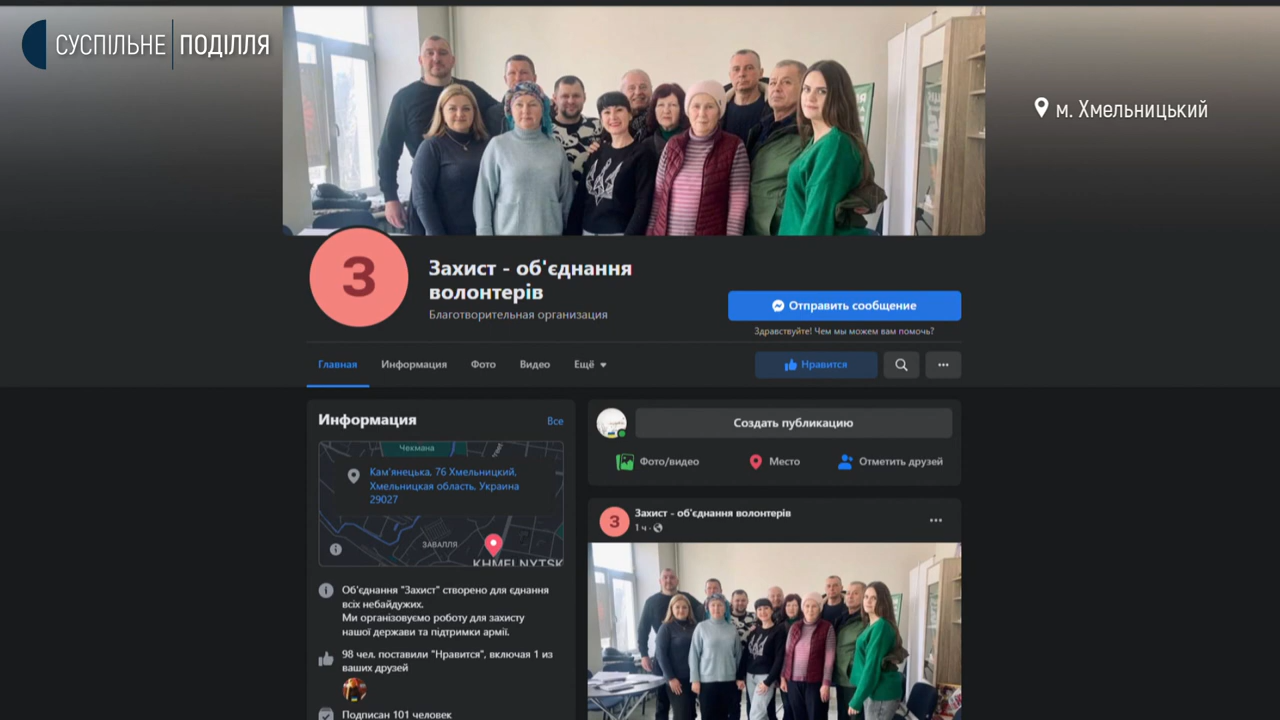 СУСПІЛЬНЕ ПОДІЛЛЯ
м. Хмельницький
З
Захист - об'єднання
волонтерів
Благотворительная организация
Отправить сообщение
Здравствуйте! Чем мы можем вам помочь?
Главная Информация Фото Видео Ещё
Нравится
Информация Все
Чекмана
Кам'янецька, 76 Хмельницкий,
Хмельницкая область, Украина
29027
ЗАВАЛЛЯ
KHMELNYTSK
Об'єднання "Захист" створено для єднання
всіх небайдужих.
Ми організовуємо роботу для захисту
нашої держави та підтримки армії.
98 чел. поставили "Нравится", включая 1 из
ваших друзей
Подписан 101 человек
Создать публикацию
Фото/видео Место Отметить друзей
З
Захист - об'єднання волонтерів
1 ч ·